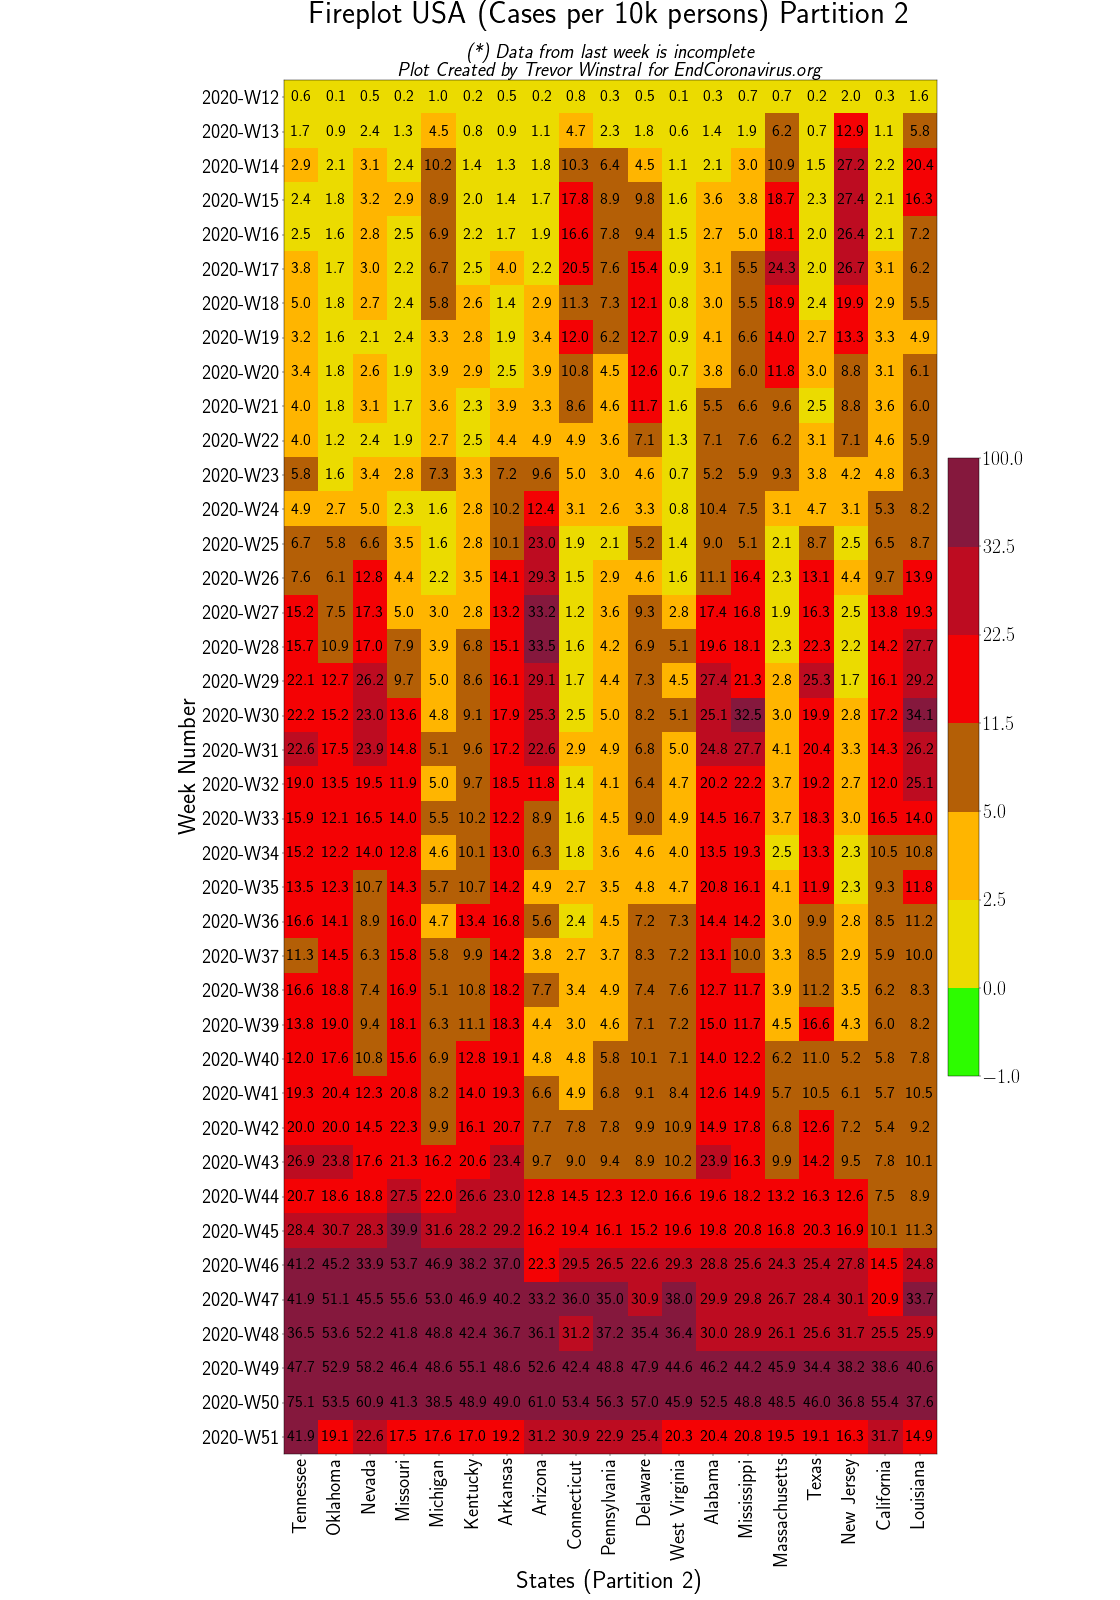 Fireplot USA (Cases per 10k persons) Partition 2
(*) Data from last week is incomplete
Plot Created by Trevor Winstral for EndCoronavirus.org
2020-W12 0.6 0.1 0.5 0.2 1.0 0.2 0.5 0.2 0.8 0.3 0.5 0.1 0.3 0.7 0.7 0.2 2.0 0.3 1.6
2020-W13 1.7 0.9 2.4 1.3 4.5 0.8 0.9 1.1 4.7 2.3 1.8 0.6 1.4 1.9 6.2 0.7 12.9 1.1 5.8
2020-W14 2.9 2.1 3.1 2.4 10.2 1.4 1.3 1.8 10.3 6.4 4.5 1.1 2.1 3.0 10.9 1.5 27.2 2.2 20.4
2020-W15 2.4 1.8 3.2 2.9 8.9 2.0 1.4 1.7 17.8 8.9 9.8 1.6 3.6 3.8 18.7 2.3 27.4 2.1 16.3
2020-W16 2.5 1.6 2.8 2.5 6.9 2.2 1.7 1.9 16.6 7.8 9.4 1.5 2.7 5.0 18.1 2.0 26.4 2.1 7.2
2020-W17 3.8 1.7 3.0 2.2 6.7 2.5 4.0 2.2 20.5 7.6 15.4 0.9 3.1 5.5 24.3 2.0 26.7 3.1 6.2
2020-W18 5.0 1.8 2.7 2.4 5.8 2.6 1.4 2.9 11.3 7.3 12.1 0.8 3.0 5.5 18.9 2.4 19.9 2.9 5.5
2020-W19 3.2 1.6 2.1 2.4 3.3 2.8 1.9 3.4 12.0 6.2 12.7 0.9 4.1 6.6 14.0 2.7 13.3 3.3 4.9
2020-W20 3.4 1.8 2.6 1.9 3.9 2.9 2.5 3.9 10.8 4.5 12.6 0.7 3.8 6.0 11.8 3.0 8.8 3.1 6.1
2020-W21 4.0 1.8 3.1 1.7 3.6 2.3 3.9 3.3 8.6 4.6 11.7 1.6 5.5 6.6 9.6 2.5 8.8 3.6 6.0
2020-W22 4.0 1.2 2.4 1.9 2.7 2.5 4.4 4.9 4.9 3.6 7.1 1.3 7.1 7.6 6.2 3.1 7.1 4.6 5.9
2020-W23 5.8 1.6 3.4 2.8 7.3 3.3 7.2 9.6 5.0 3.0 4.6 0.7 5.2 5.9 9.3 3.8 4.2 4.8 6.3
2020-W24 4.9 2.7 5.0 2.3 1.6 2.8 10.2 12.4 3.1 2.6 3.3 0.8 10.4 7.5 3.1 4.7 3.1 5.3 8.2
2020-W25 6.7 5.8 6.6 3.5 1.6 2.8 10.1 23.0 1.9 2.1 5.2 1.4 9.0 5.1 2.1 8.7 2.5 6.5 8.7
2020-W26 7.6 6.1 12.8 4.4 2.2 3.5 14.1 29.3 1.5 2.9 4.6 1.6 11.1 16.4 2.3 13.1 4.4 9.7 13.9
2020-W27 15.2 7.5 17.3 5.0 3.0 2.8 13.2 33.2 1.2 3.6 9.3 2.8 17.4 16.8 1.9 16.3 2.5 13.8 19.3
2020-W28 15.7 10.9 17.0 7.9 3.9 6.8 15.1 33.5 1.6 4.2 6.9 5.1 19.6 18.1 2.3 22.3 2.2 14.2 27.7
2020-W29 22.1 12.7 26.2 9.7 5.0 8.6 16.1 29.1 1.7 4.4 7.3 4.5 27.4 21.3 2.8 25.3 1.7 16.1 29.2
2020-W30 22.2 15.2 23.0 13.6 4.8 9.1 17.9 25.3 2.5 5.0 8.2 5.1 25.1 32.5 3.0 19.9 2.8 17.2 34.1
2020-W31 22.6 17.5 23.9 14.8 5.1 9.6 17.2 22.6 2.9 4.9 6.8 5.0 24.8 27.7 4.1 20.4 3.3 14.3 26.2
2020-W32 19.0 13.5 19.5 11.9 5.0 9.7 18.5 11.8 1.4 4.1 6.4 4.7 20.2 22.2 3.7 19.2 2.7 12.0 25.1
2020-W33 15.9 12.1 16.5 14.0 5.5 10.2 12.2 8.9 1.6 4.5 9.0 4.9 14.5 16.7 3.7 18.3 3.0 16.5 14.0
2020-W34 15.2 12.2 14.0 12.8 4.6 10.1 13.0 6.3 1.8 3.6 4.6 4.0 13.5 19.3 2.5 13.3 2.3 10.5 10.8
2020-W35 13.5 12.3 10.7 14.3 5.7 10.7 14.2 4.9 2.7 3.5 4.8 4.7 20.8 16.1 4.1 11.9 2.3 9.3 11.8
2020-W36 16.6 14.1 8.9 16.0 4.7 13.4 16.8 5.6 2.4 4.5 7.2 7.3 14.4 14.2 3.0 9.9 2.8 8.5 11.2
2020-W37 11.3 14.5 6.3 15.8 5.8 9.9 14.2 3.8 2.7 3.7 8.3 7.2 13.1 10.0 3.3 8.5 2.9 5.9 10.0
2020-W38 16.6 18.8 7.4 16.9 5.1 10.8 18.2 7.7 3.4 4.9 7.4 7.6 12.7 11.7 3.9 11.2 3.5 6.2 8.3
2020-W39 13.8 19.0 9.4 18.1 6.3 11.1 18.3 4.4 3.0 4.6 7.1 7.2 15.0 11.7 4.5 16.6 4.3 6.0 8.2
2020-W40 12.0 17.6 10.8 15.6 6.9 12.8 19.1 4.8 4.8 5.8 10.1 7.1 14.0 12.2 6.2 11.0 5.2 5.8 7.8
2020-W41 19.3 20.4 12.3 20.8 8.2 14.0 19.3 6.6 4.9 6.8 9.1 8.4 12.6 14.9 5.7 10.5 6.1 5.7 10.5
2020-W42 20.0 20.0 14.5 22.3 9.9 16.1 20.7 7.7 7.8 7.8 9.9 10.9 14.9 17.8 6.8 12.6 7.2 5.4 9.2
2020-W43 26.9 23.8 17.6 21.3 16.2 20.6 23.4 9.7 9.0 9.4 8.9 10.2 23.9 16.3 9.9 14.2 9.5 7.8 10.1
2020-W44 20.7 18.6 18.8 27.5 22.0 26.6 23.0 12.8 14.5 12.3 12.0 16.6 19.6 18.2 13.2 16.3 12.6 7.5 8.9
2020-W45 28.4 30.7 28.3 39.9 31.6 28.2 29.2 16.2 19.4 16.1 15.2 19.6 19.8 20.8 16.8 20.3 16.9 10.1 11.3
2020-W46 41.2 45.2 33.9 53.7 46.9 38.2 37.0 22.3 29.5 26.5 22.6 29.3 28.8 25.6 24.3 25.4 27.8 14.5 24.8
2020-W47 41.9 51.1 45.5 55.6 53.0 46.9 40.2 33.2 36.0 35.0 30.9 38.0 29.9 29.8 26.7 28.4 30.1 20.9 33.7
2020-W48 36.5 53.6 52.2 41.8 48.8 42.4 36.7 36.1 31.2 37.2 35.4 36.4 30.0 28.9 26.1 25.6 31.7 25.5 25.9
2020-W49 47.7 52.9 58.2 46.4 48.6 55.1 48.6 52.6 42.4 48.8 47.9 44.6 46.2 44.2 45.9 34.4 38.2 38.6 40.6
2020-W50 75.1 53.5 60.9 41.3 38.5 48.9 49.0 61.0 53.4 56.3 57.0 45.9 52.5 48.8 48.5 46.0 36.8 55.4 37.6
2020-W51 41.9 19.1 22.6 17.5 17.6 17.0 19.2 31.2 30.9 22.9 25.4 20.3 20.4 20.8 19.5 19.1 16.3 31.7 14.9
Week Number
Tennessee
Oklahoma
Nevada
Missouri
Michigan
Kentucky
Arkansas
Arizona
Connecticut
Pennsylvania
Delaware
West Virginia
Alabama
Mississippi
Massachusetts
Texas
New Jersey
California
Louisiana
States (Partition 2)
100.0
32.5
22.5
11.5
5.0
2.5
0.0
−1.0